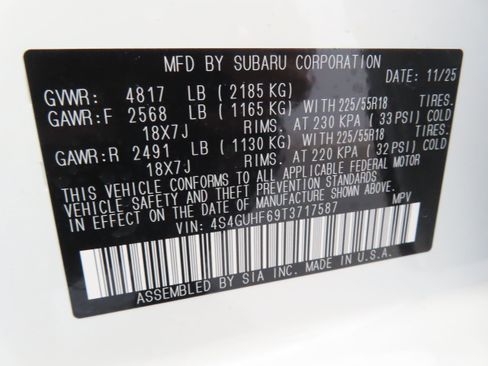 MFD BY SUBARU CORPORATION
DATE: 11/25
GVWR: 4817 LB (2185 KG)
GAWR:F 2568 LB (1165 KG) WITH 225/55R18 TIRES.
18X7J RIMS. AT 230 KPA (33 PSI) COLD
GAWR:R 2491 LB (1130 KG) WITH 225/55R18 TIRES.
18X7J RIMS. AT 220 KPA (32 PSI) COLD
THIS VEHICLE CONFORMS TO ALL APPLICABLE FEDERAL MOTOR
VEHICLE SAFETY AND THEFT PREVENTION STANDARDS
IN EFFECT ON THE DATE OF MANUFACTURE SHOWN ABOVE.
VIN: 4S4GUHF69T3717587 MPV
ASSEMBLED BY SIA INC. MADE IN U.S.A.